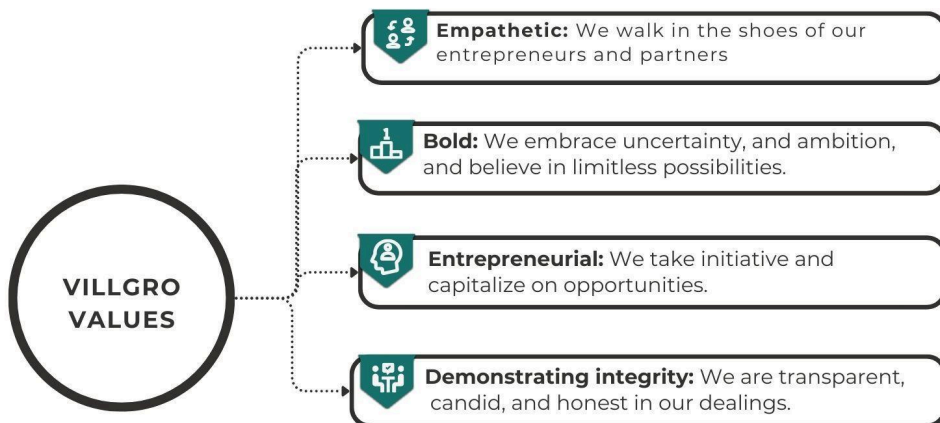 Empathetic: We walk in the shoes of our
entrepreneurs and partners
1
Bold: We embrace uncertainty, and ambition,
and believe in limitless possibilities.
VILLGRO
VALUES
Entrepreneurial: We take initiative and
capitalize on opportunities.
Demonstrating integrity: We are transparent,
candid, and honest in our dealings.